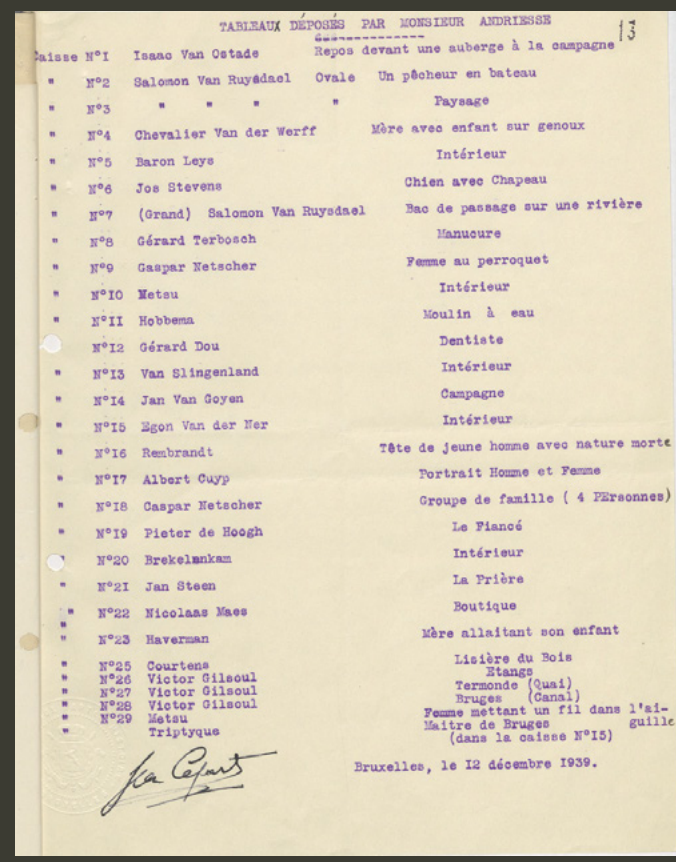 TABLEAUX DÉPOSÉS PAR MONSIEUR ANDRIESSE
13
Caisse N°I Isaac Van Ostade Repos devant une auberge à la campagne
" N°2 Salomon Van Ruysdael Ovale Un pêcheur en bateau
" N°3 " " " " Paysage
" N°4 Chevalier Van der Werff Mère avec enfant sur genoux
" N°5 Baron Leys Intérieur
" N°6 Jos Stevens Chien avec Chapeau
" N°7 (Grand) Salomon Van Ruysdael Bac de passage sur une rivière
" N°8 Gérard Terbosch Manucure
" N°9 Gaspar Netscher Femme au perroquet
" N°IO Metsu Intérieur
" N°II Hobbema Moulin à eau
N°I2 Gérard Dou Dentiste
" N°I3 Van Slingenland Intérieur
" N°I4 Jan Van Goyen Campagne
" N°I5 Egon Van der Ner Intérieur
" N°I6 Rembrandt Tête de jeune homme avec nature morte
" N°I7 Albert Cuyp Portrait Homme et Femme
" N°I8 Caspar Netscher Groupe de famille ( 4 PErsonnes)
" N°I9 Pieter de Hoogh Le Fiancé
" N°20 Brekelenkam Intérieur
" N°2I Jan Steen La Prière
" N°22 Nicolaas Maes Boutique
"
" N°23 Haverman Mère allaitant son enfant
" N°25 Courtens Lisière du Bois
" N°26 Victor Gilsoul Etangs
" N°27 Victor Gilsoul Termonde (Quai)
" N°28 Victor Gilsoul Bruges (Canal)
" N°29 Metsu Femme mettant un fil dans l'ai-
" Triptyque Maitre de Bruges guille
(dans la caisse N°I5)
Bruxelles, le I2 décembre I939.